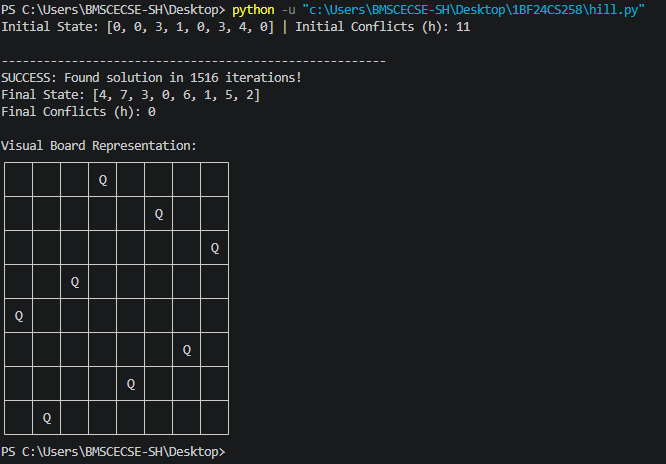 PS C:\Users\BMSCECSE-SH\Desktop> python -u "c:\Users\BMSCECSE-SH\Desktop\1BF24CS258\hill.py"
Initial State: [0, 0, 3, 1, 0, 3, 4, 0] | Initial Conflicts (h): 11
--------------------------------------------------
SUCCESS: Found solution in 1516 iterations!
Final State: [4, 7, 3, 0, 6, 1, 5, 2]
Final Conflicts (h): 0
Visual Board Representation:
Q
Q
Q
Q
Q
Q
Q
Q
PS C:\Users\BMSCECSE-SH\Desktop>